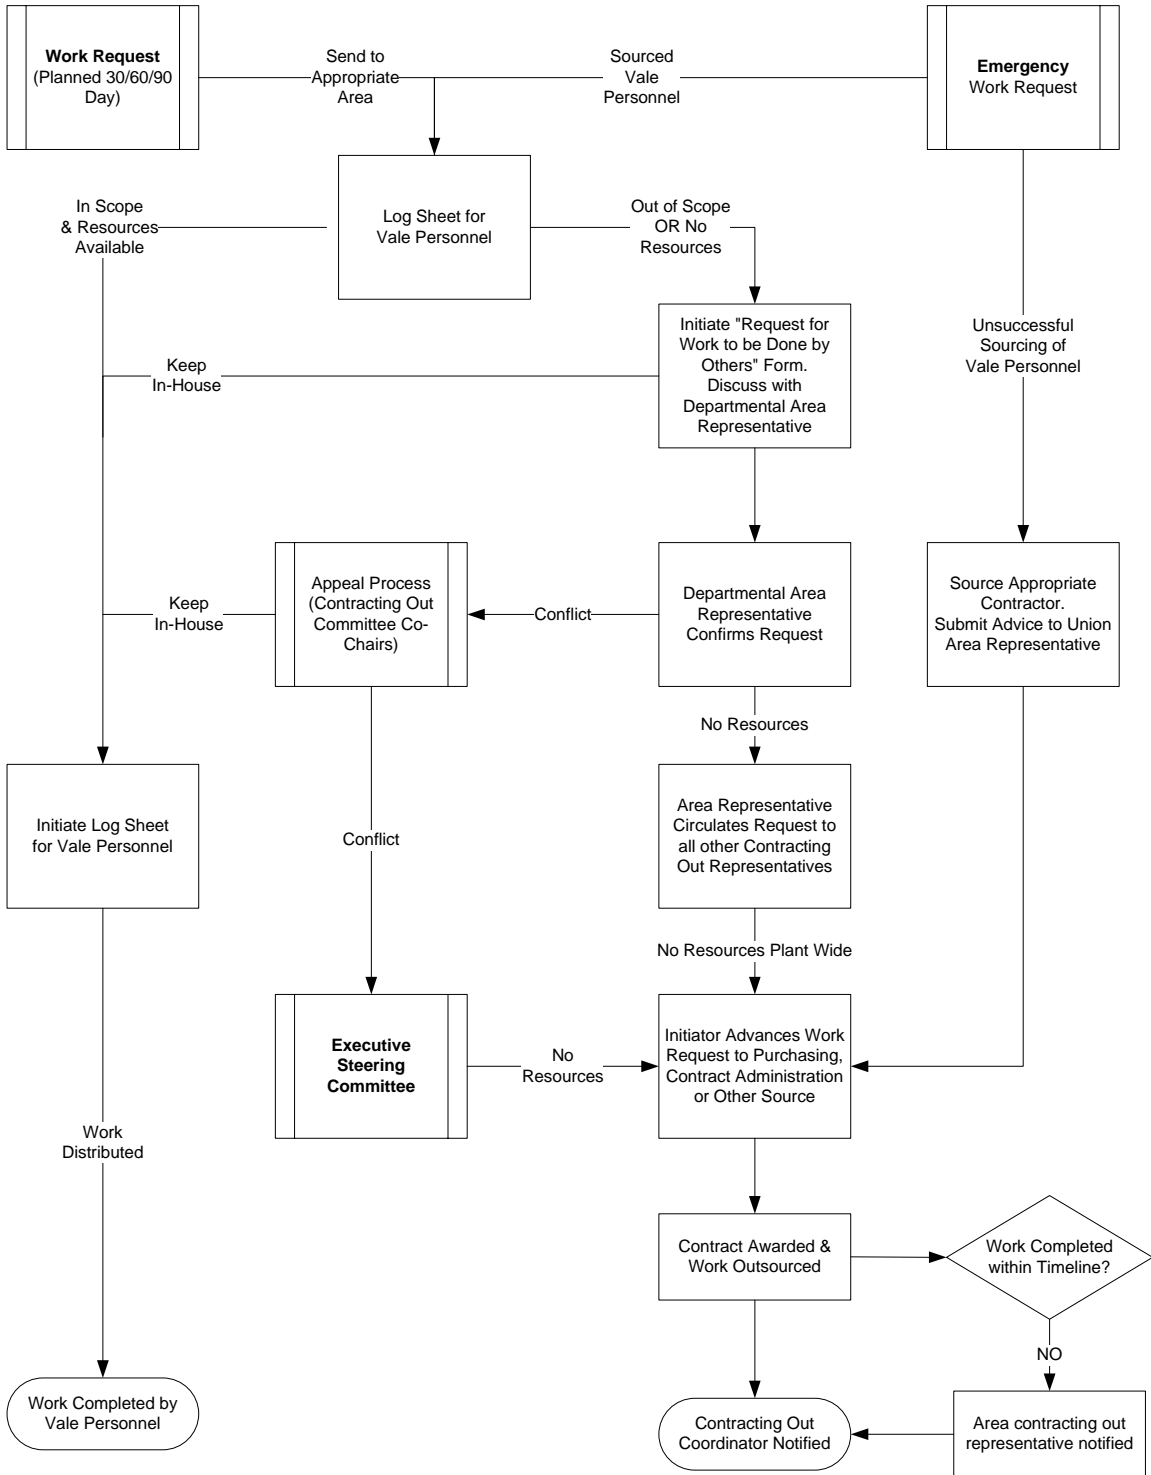 Work Request
(Planned 30/60/90
Day)
Send to
Appropriate
Area
Sourced
Vale
Personnel
Emergency
Work Request
In Scope
& Resources
Available
Log Sheet for
Vale Personnel
Out of Scope
OR No
Resources
Initiate "Request for
Work to be Done by
Others" Form.
Discuss with
Departmental Area
Representative
Keep
In-House
Unsuccessful
Sourcing of
Vale Personnel
Appeal Process
(Contracting Out
Committee Co-
Chairs)
Keep
In-House
Conflict
Departmental Area
Representative
Confirms Request
Source Appropriate
Contractor.
Submit Advice to Union
Area Representative
No Resources
Initiate Log Sheet
for Vale Personnel
Conflict
Area Representative
Circulates Request to
all other Contracting
Out Representatives
No Resources Plant Wide
Executive
Steering
Committee
No
Resources
Initiator Advances Work
Request to Purchasing,
Contract Administration
or Other Source
Work
Distributed
Contract Awarded &
Work Outsourced
Work Completed
within Timeline?
NO
Work Completed by
Vale Personnel
Contracting Out
Coordinator Notified
Area contracting out
representative notified